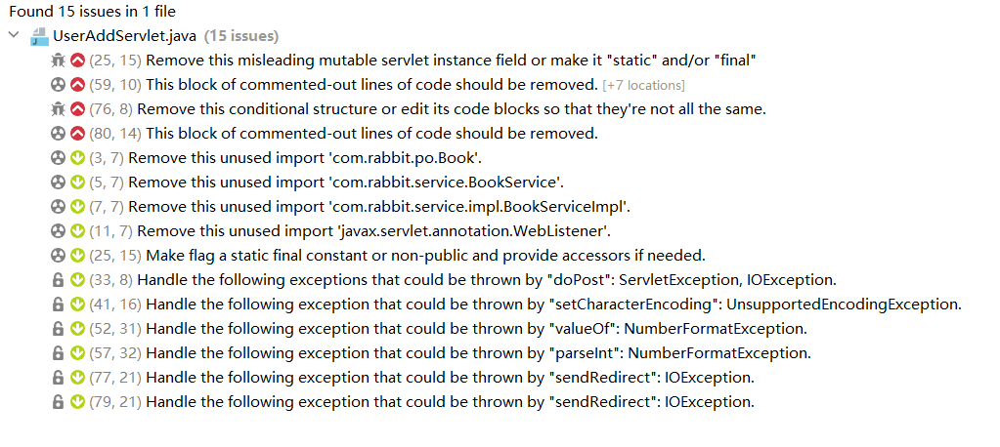 Found 15 issues in 1 file
UserAddServlet.java (15 issues)
(25, 15) Remove this misleading mutable servlet instance field or make it "static" and/or "final"
(59, 10) This block of commented-out lines of code should be removed. [+7 locations]
(76, 8) Remove this conditional structure or edit its code blocks so that they're not all the same.
(80, 14) This block of commented-out lines of code should be removed.
(3, 7) Remove this unused import 'com.rabbit.po.Book'.
(5, 7) Remove this unused import 'com.rabbit.service.BookService'.
(7, 7) Remove this unused import 'com.rabbit.service.impl.BookServiceImpl'.
(11, 7) Remove this unused import 'javax.servlet.annotation.WebListener'.
(25, 15) Make flag a static final constant or non-public and provide accessors if needed.
(33, 8) Handle the following exceptions that could be thrown by "doPost": ServletException, IOException.
(41, 16) Handle the following exception that could be thrown by "setCharacterEncoding": UnsupportedEncodingException.
(52, 31) Handle the following exception that could be thrown by "valueOf": NumberFormatException.
(57, 32) Handle the following exception that could be thrown by "parseInt": NumberFormatException.
(77, 21) Handle the following exception that could be thrown by "sendRedirect": IOException.
(79, 21) Handle the following exception that could be thrown by "sendRedirect": IOException.